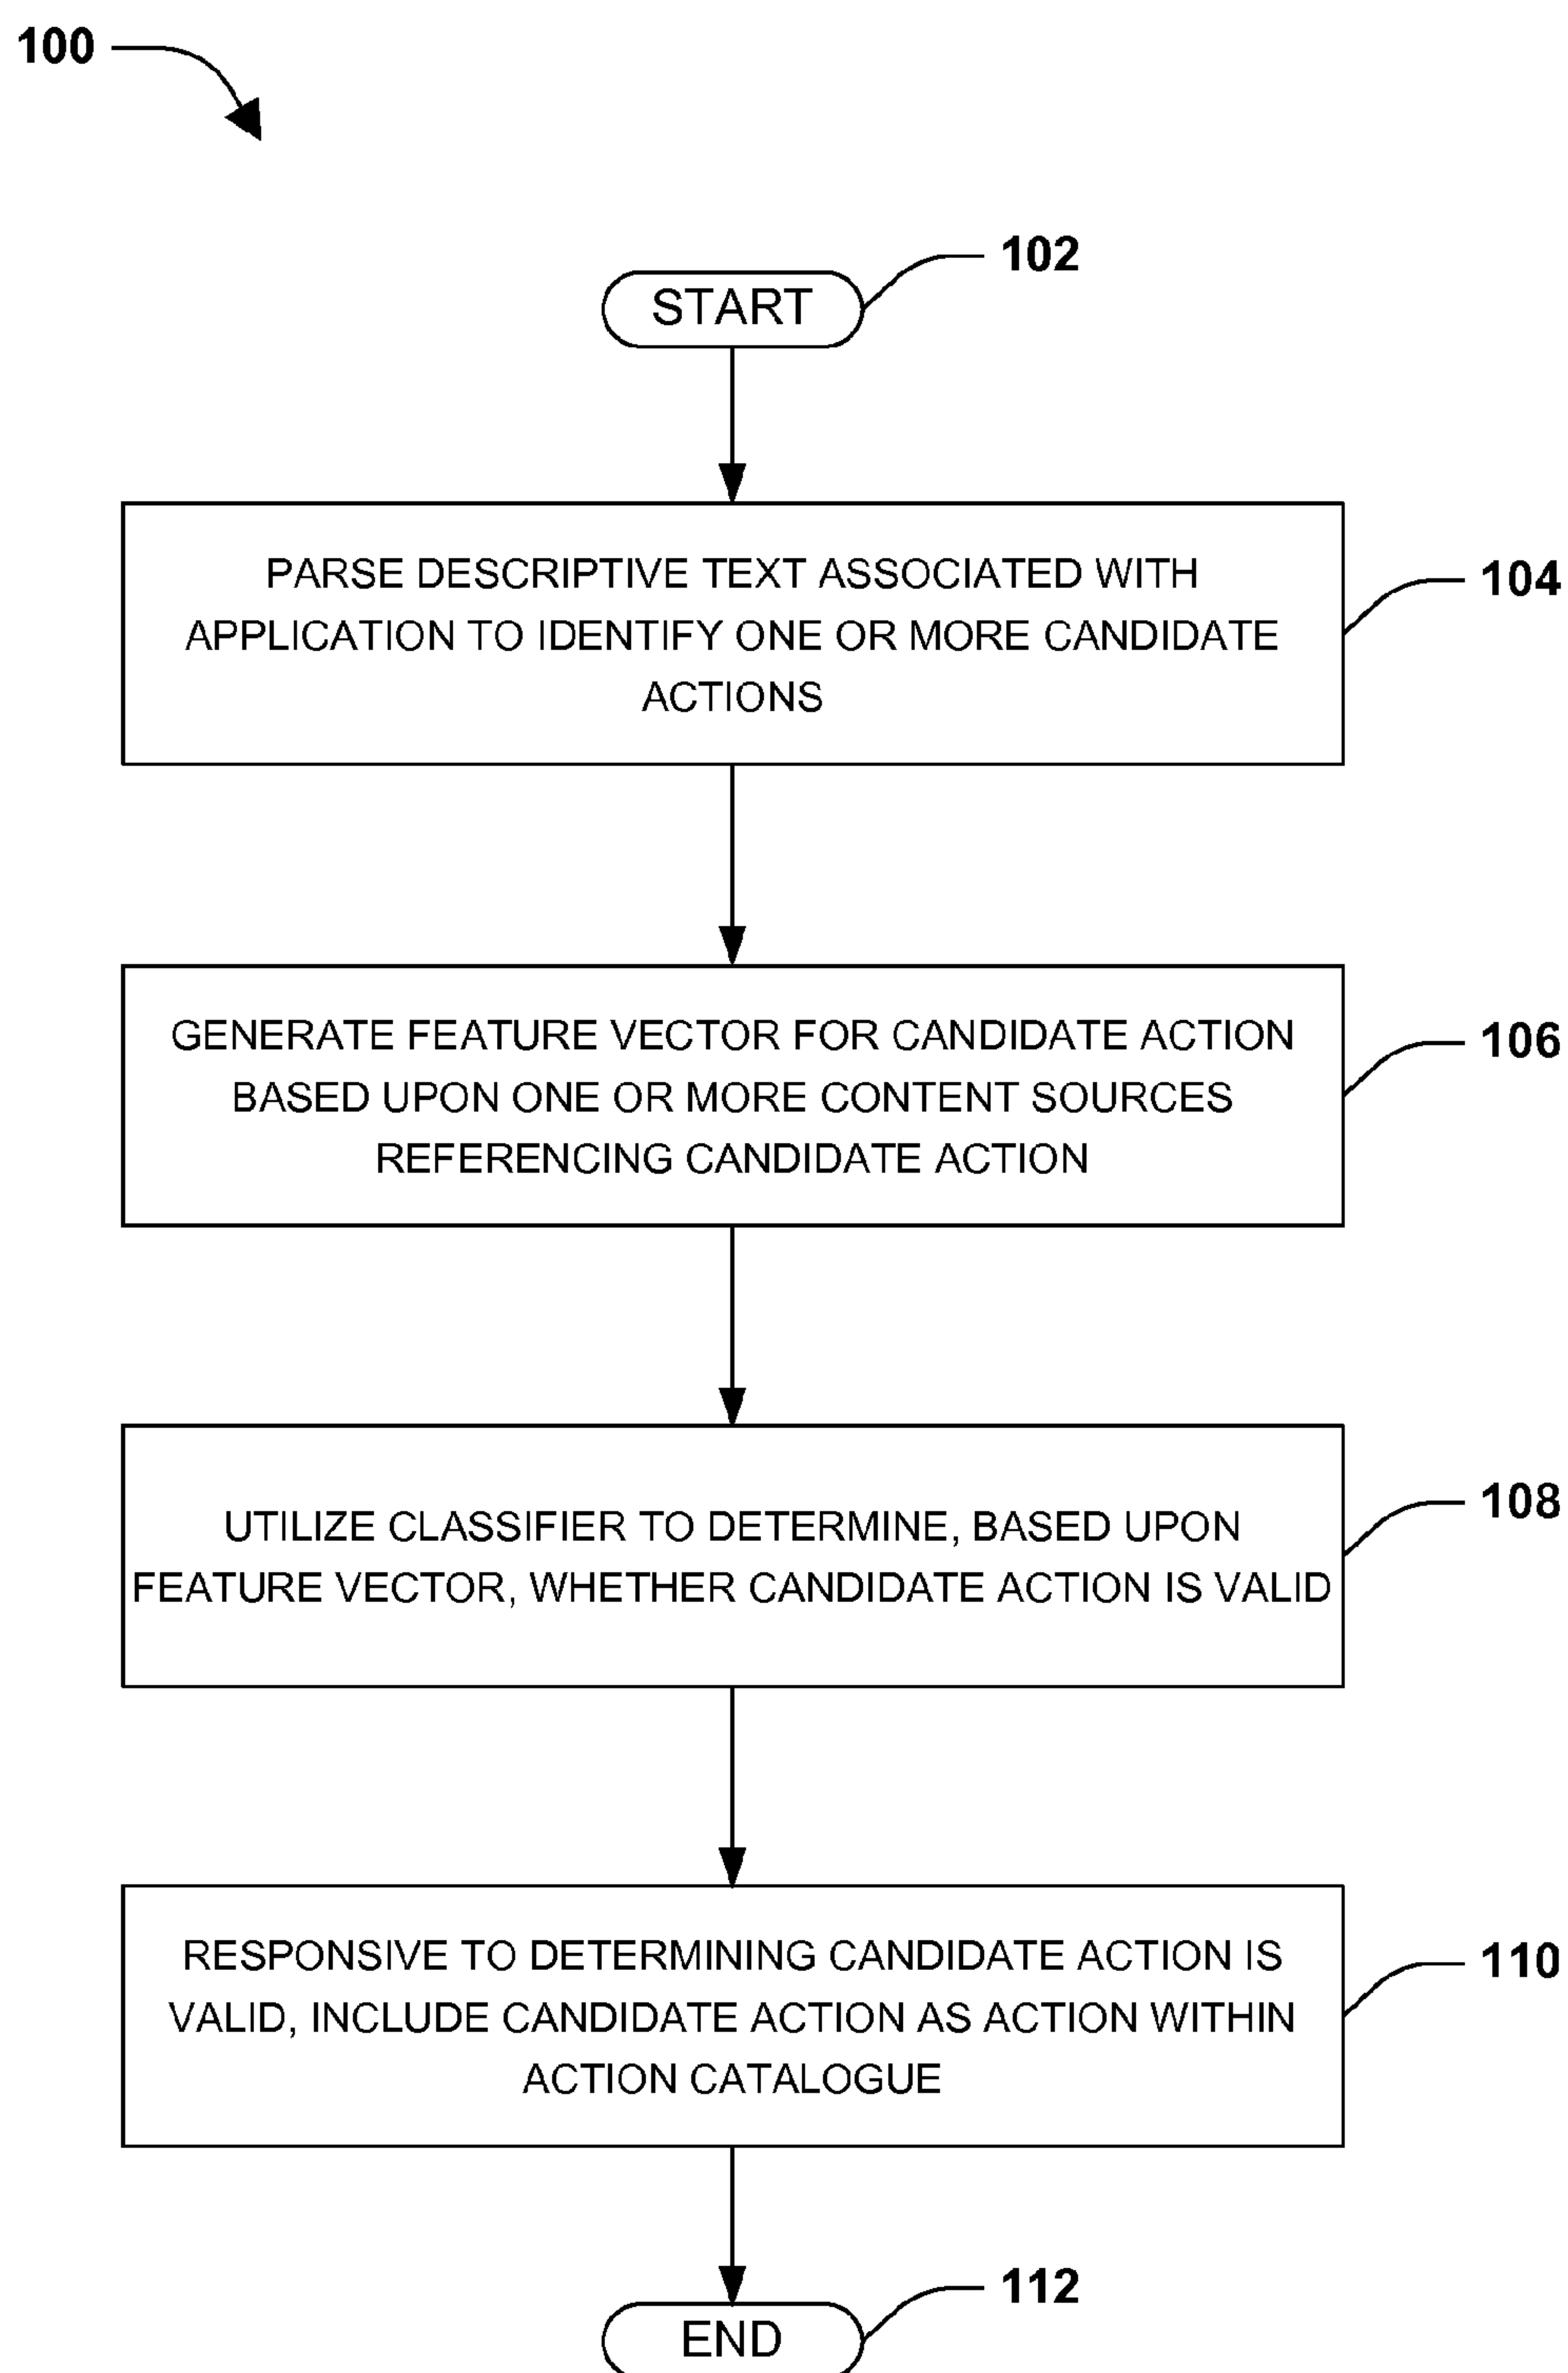 100
102
START
PARSE DESCRIPTIVE TEXT ASSOCIATED WITH
APPLICATION TO IDENTIFY ONE OR MORE CANDIDATE
ACTIONS
104
GENERATE FEATURE VECTOR FOR CANDIDATE ACTION
BASED UPON ONE OR MORE CONTENT SOURCES
REFERENCING CANDIDATE ACTION
106
UTILIZE CLASSIFIER TO DETERMINE, BASED UPON
FEATURE VECTOR, WHETHER CANDIDATE ACTION IS VALID
108
RESPONSIVE TO DETERMINING CANDIDATE ACTION IS
VALID, INCLUDE CANDIDATE ACTION AS ACTION WITHIN
ACTION CATALOGUE
110
112
END